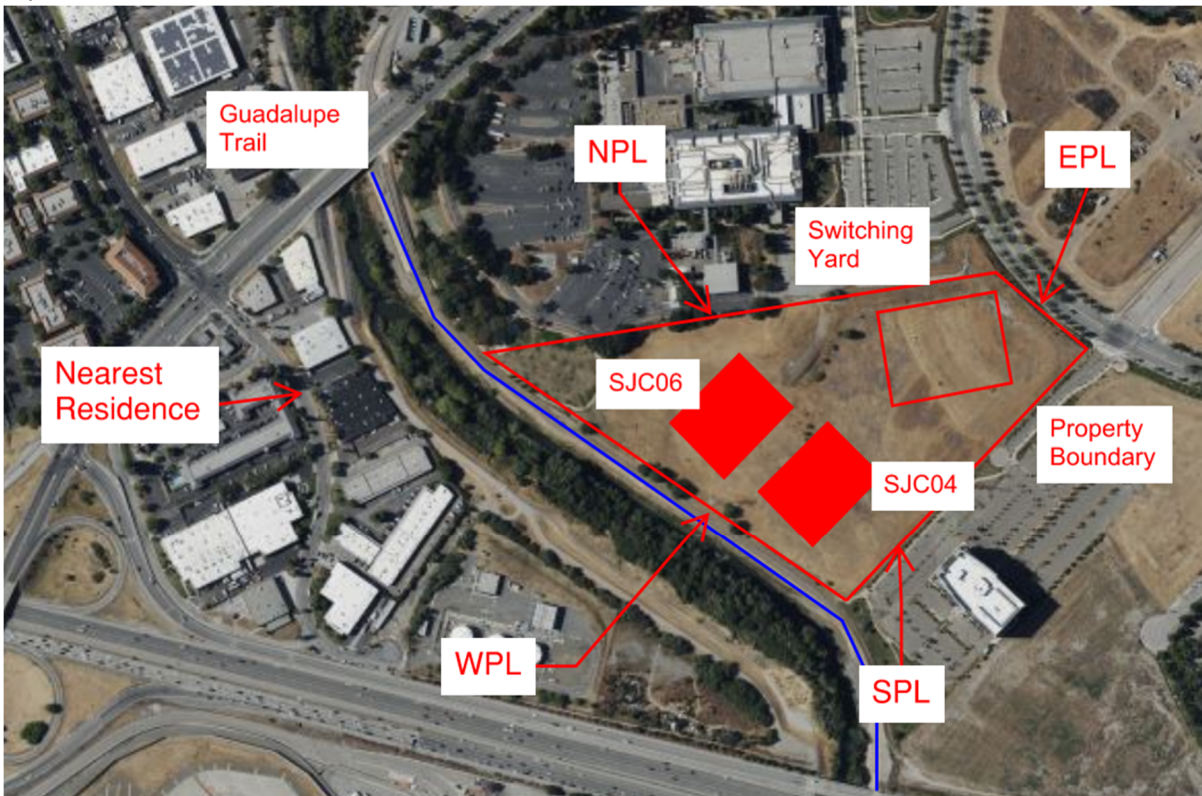 Guadalupe
Trail
NPL
EPL
Switching
Yard
Nearest
Residence
SJC06
Property
Boundary
SJC04
WPL
SPL